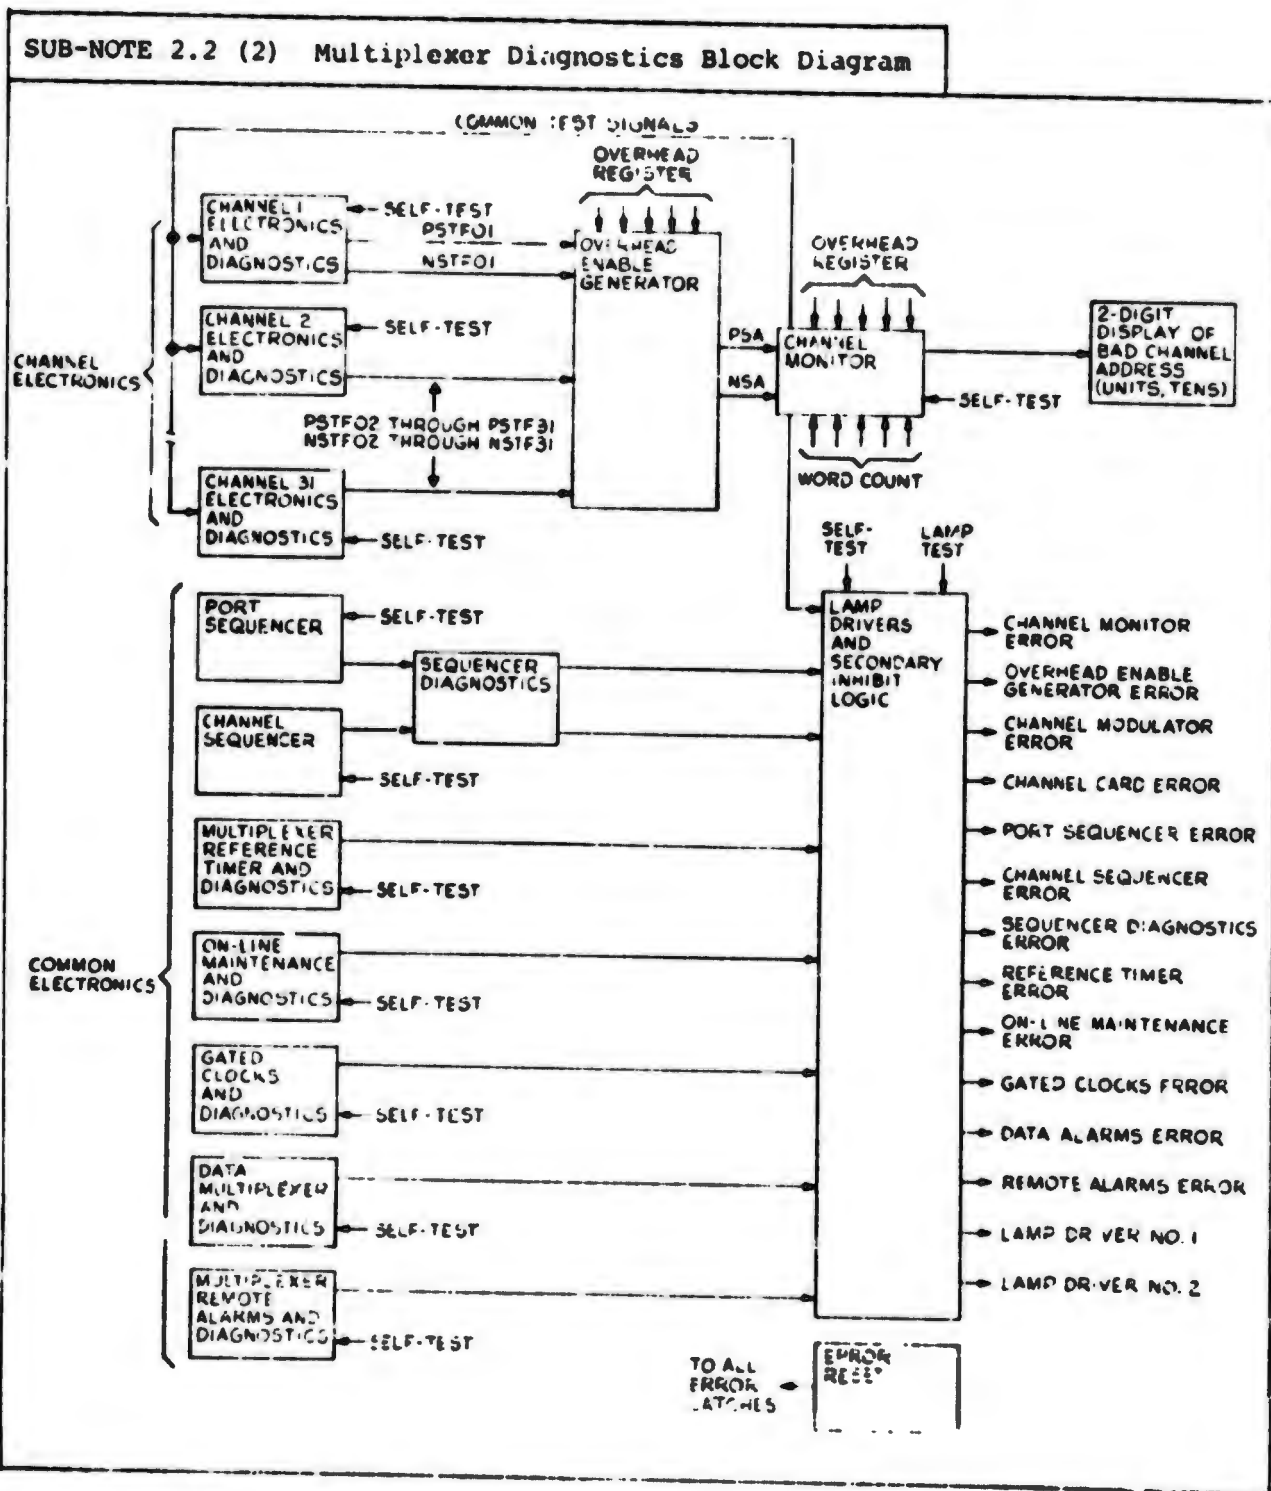 SUB-NOTE 2.2 (2) Multiplexer Diagnostics Block Diagram
COMMON TEST SIGNALS
OVERHEAD
REGISTER
CHANNEL 1
ELECTRONICS
AND
DIAGNOSTICS
SELF-TEST
PSTF01
NSTF01
OVERHEAD
ENABLE
GENERATOR
OVERHEAD
REGISTER
CHANNEL 2
ELECTRONICS
AND
DIAGNOSTICS
SELF-TEST
PSA
NSA
CHANNEL
MONITOR
2-DIGIT
DISPLAY OF
BAD CHANNEL
ADDRESS
(UNITS, TENS)
SELF-TEST
CHANNEL
ELECTRONICS
PSTF02 THROUGH PSTF31
NSTF02 THROUGH NSTF31
WORD COUNT
CHANNEL 31
ELECTRONICS
AND
DIAGNOSTICS
SELF-TEST
SELF-
TEST
LAMP
TEST
PORT
SEQUENCER
SELF-TEST
SEQUENCER
DIAGNOSTICS
CHANNEL
SEQUENCER
SELF-TEST
LAMP
DRIVERS
AND
SECONDARY
INHIBIT
LOGIC
MULTIPLEXER
REFERENCE
TIMER AND
DIAGNOSTICS
SELF-TEST
COMMON
ELECTRONICS
ON-LINE
MAINTENANCE
AND
DIAGNOSTICS
SELF-TEST
GATED
CLOCKS
AND
DIAGNOSTICS
SELF-TEST
DATA
MULTIPLEXER
AND
DIAGNOSTICS
SELF-TEST
MULTIPLEXER
REMOTE
ALARMS AND
DIAGNOSTICS
SELF-TEST
CHANNEL MONITOR
ERROR
OVERHEAD ENABLE
GENERATOR ERROR
CHANNEL MODULATOR
ERROR
CHANNEL CARD ERROR
PORT SEQUENCER ERROR
CHANNEL SEQUENCER
ERROR
SEQUENCER DIAGNOSTICS
ERROR
REFERENCE TIMER
ERROR
ON-LINE MAINTENANCE
ERROR
GATED CLOCKS ERROR
DATA ALARMS ERROR
REMOTE ALARMS ERROR
LAMP DRIVER NO. 1
LAMP DRIVER NO. 2
TO ALL
ERROR
LATCHES
ERROR
RESET